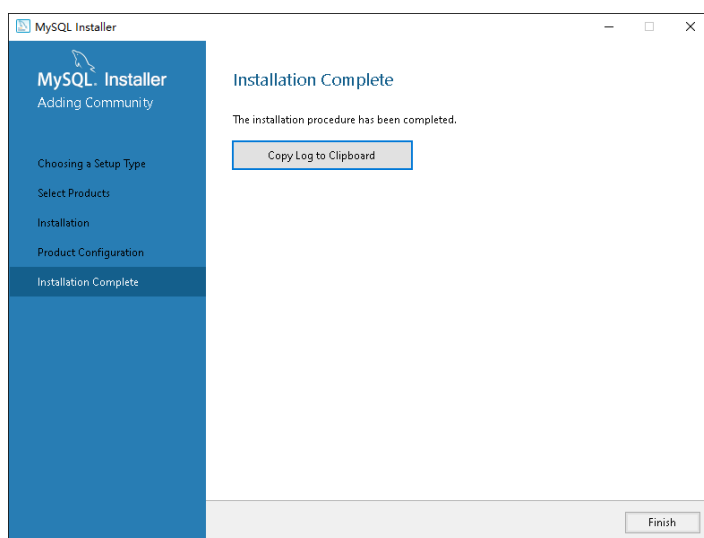 MySQL Installer
MySQL. Installer
Adding Community
Choosing a Setup Type
Select Products
Installation
Product Configuration
Installation Complete
Installation Complete
The installation procedure has been completed.
Copy Log to Clipboard
Finish